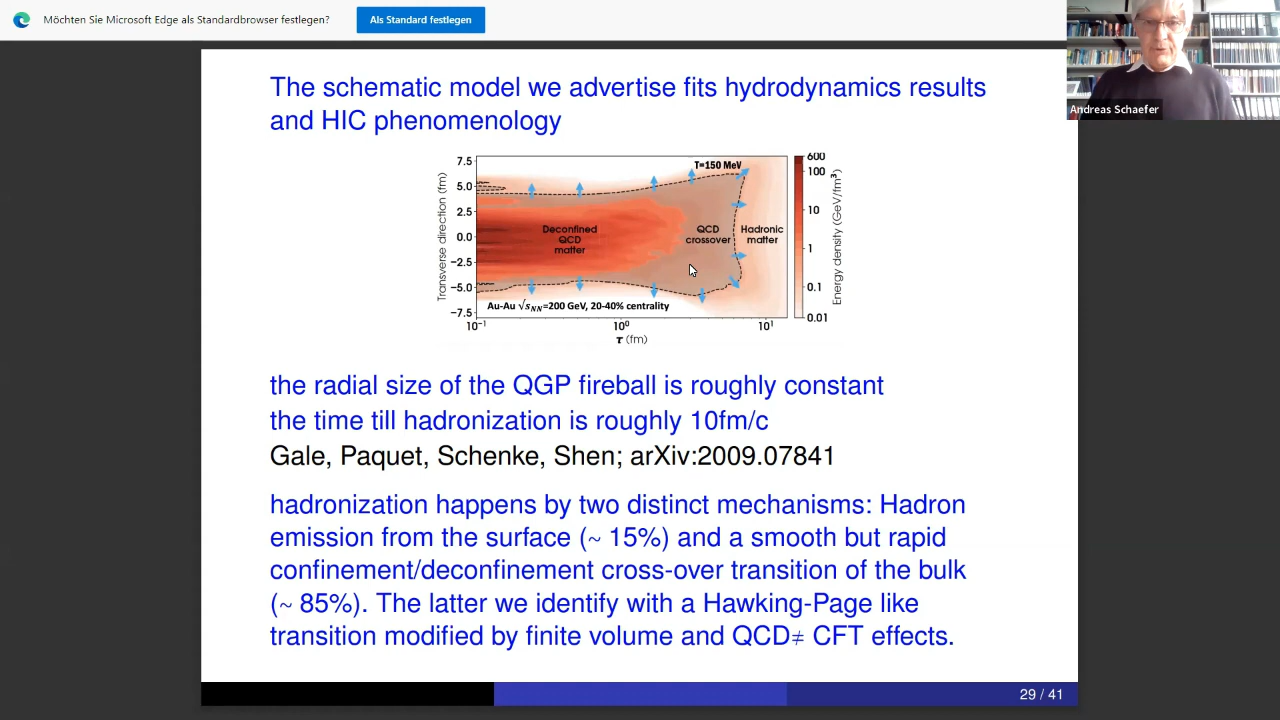 Möchten Sie Microsoft Edge als Standardbrowser festlegen?
Als Standard festlegen
Andreas Schaefer
The schematic model we advertise fits hydrodynamics results
and HIC phenomenology
Transverse direction (fm)
7.5
5.0
2.5
0.0
−2.5
−5.0
−7.5
T=150 MeV
Deconfined
QCD
matter
QCD
crossover
Hadronic
matter
Au-Au √sNN=200 GeV, 20-40% centrality
10⁻¹
10⁰
10¹
τ (fm)
600
100
10
1
0.1
0.01
Energy density (GeV/fm³)
the radial size of the QGP fireball is roughly constant
the time till hadronization is roughly 10fm/c
Gale, Paquet, Schenke, Shen; arXiv:2009.07841
hadronization happens by two distinct mechanisms: Hadron
emission from the surface (~ 15%) and a smooth but rapid
confinement/deconfinement cross-over transition of the bulk
(~ 85%). The latter we identify with a Hawking-Page like
transition modified by finite volume and QCD≠ CFT effects.
29 / 41